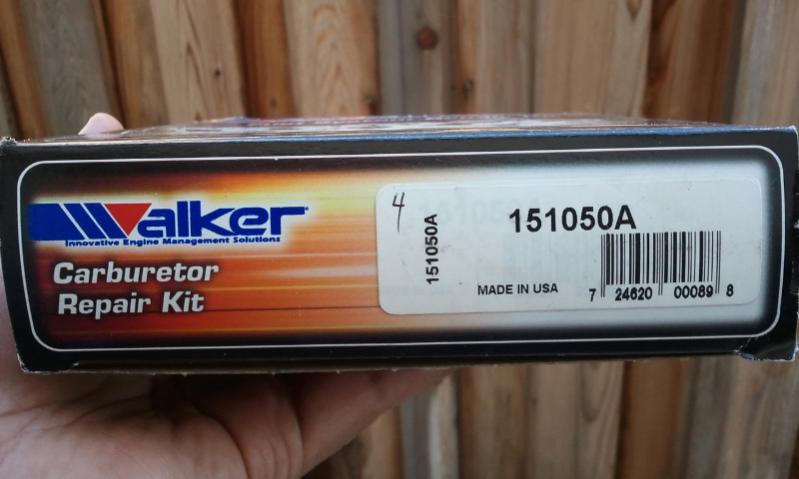 Walker
Innovative Engine Management Solutions
Carburetor
Repair Kit
4
151050A
151050A
MADE IN USA
7 24620 00089 8